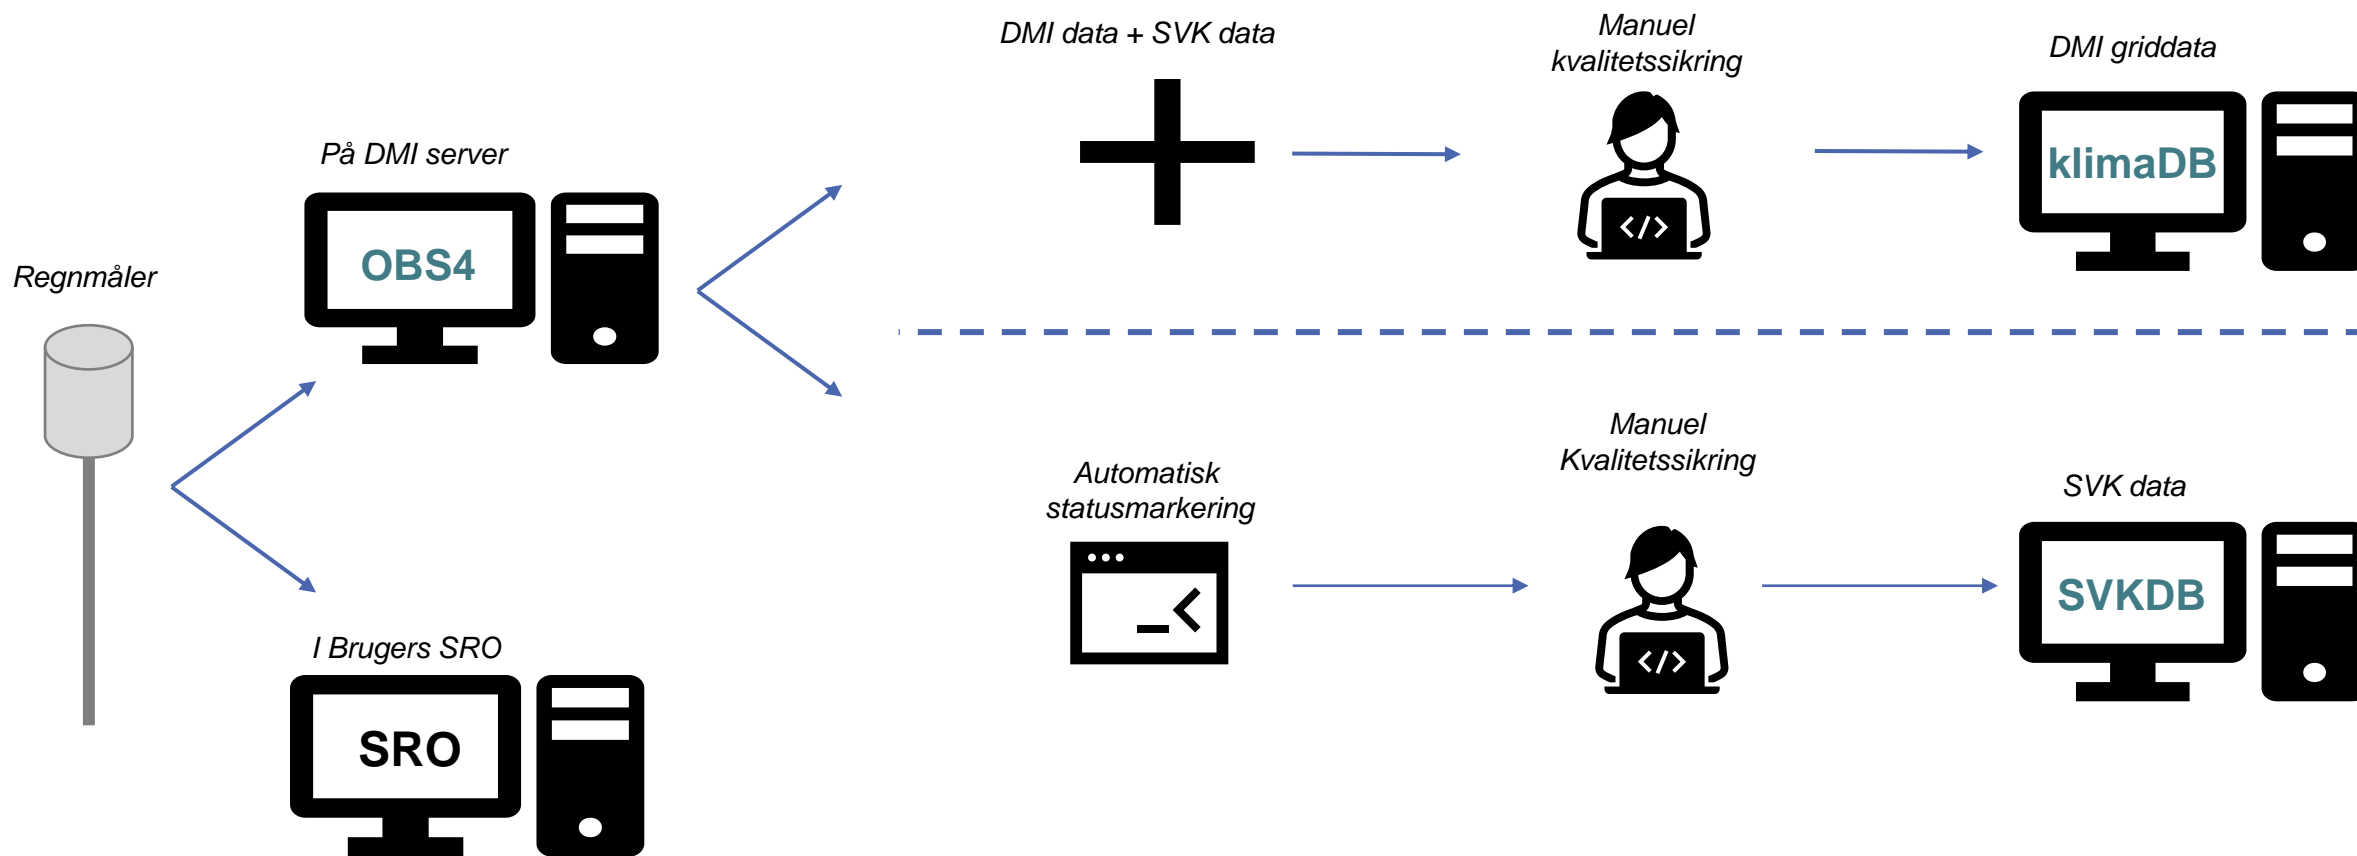 Regnmåler
På DMI server
OBS4
I Brugers SRO
SRO
DMI data + SVK data
Manuel
kvalitetssikring
</>
DMI griddata
klimaDB
Automatisk
statusmarkering
_<
Manuel
Kvalitetssikring
</>
SVK data
SVKDB